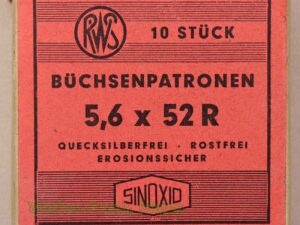 RWS
10 STÜCK
BÜCHSENPATRONEN
5,6 x 52 R
QUECKSILBERFREI · ROSTFREI
EROSIONSSICHER
SINOXID